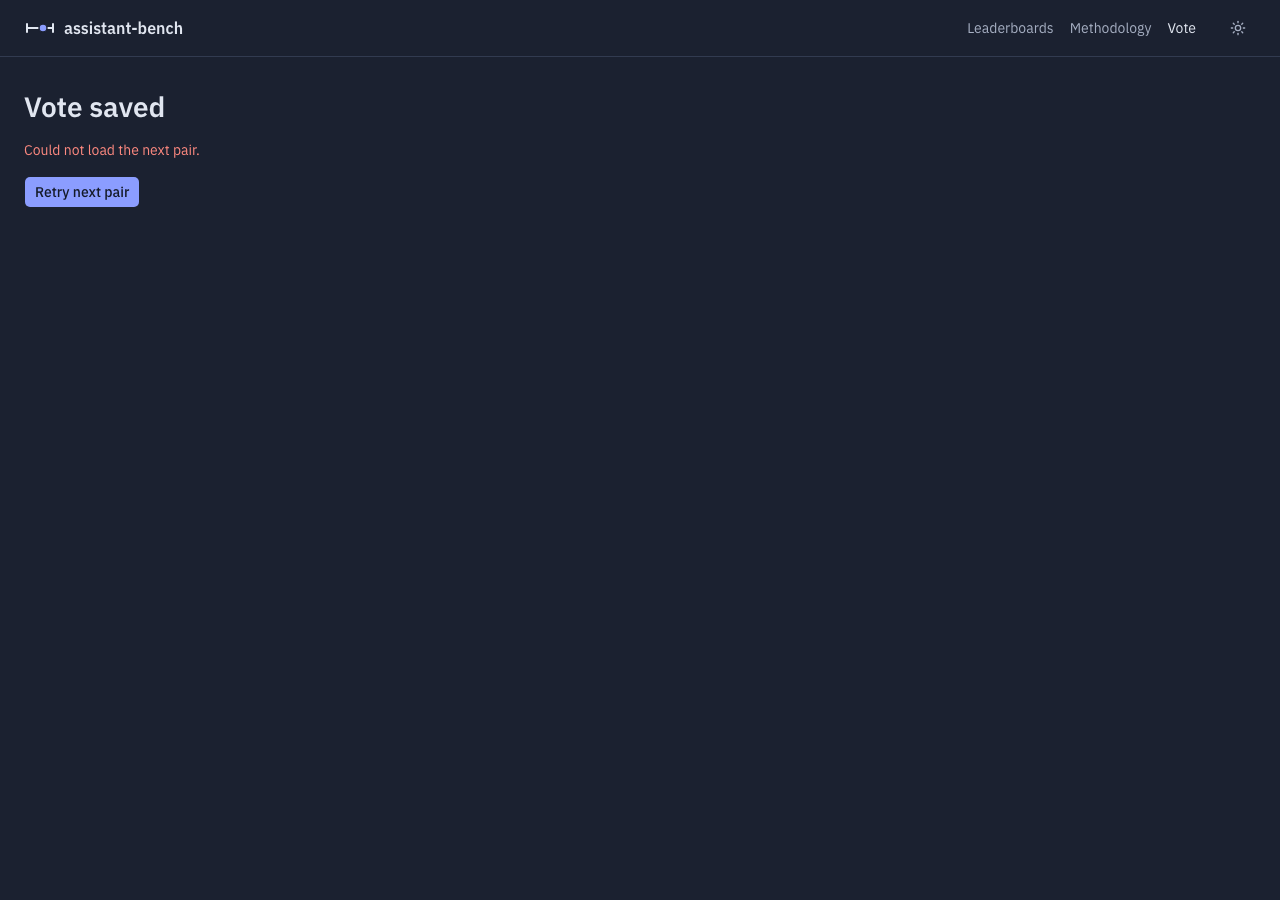 assistant-bench
Leaderboards Methodology Vote
Vote saved
Could not load the next pair.
Retry next pair